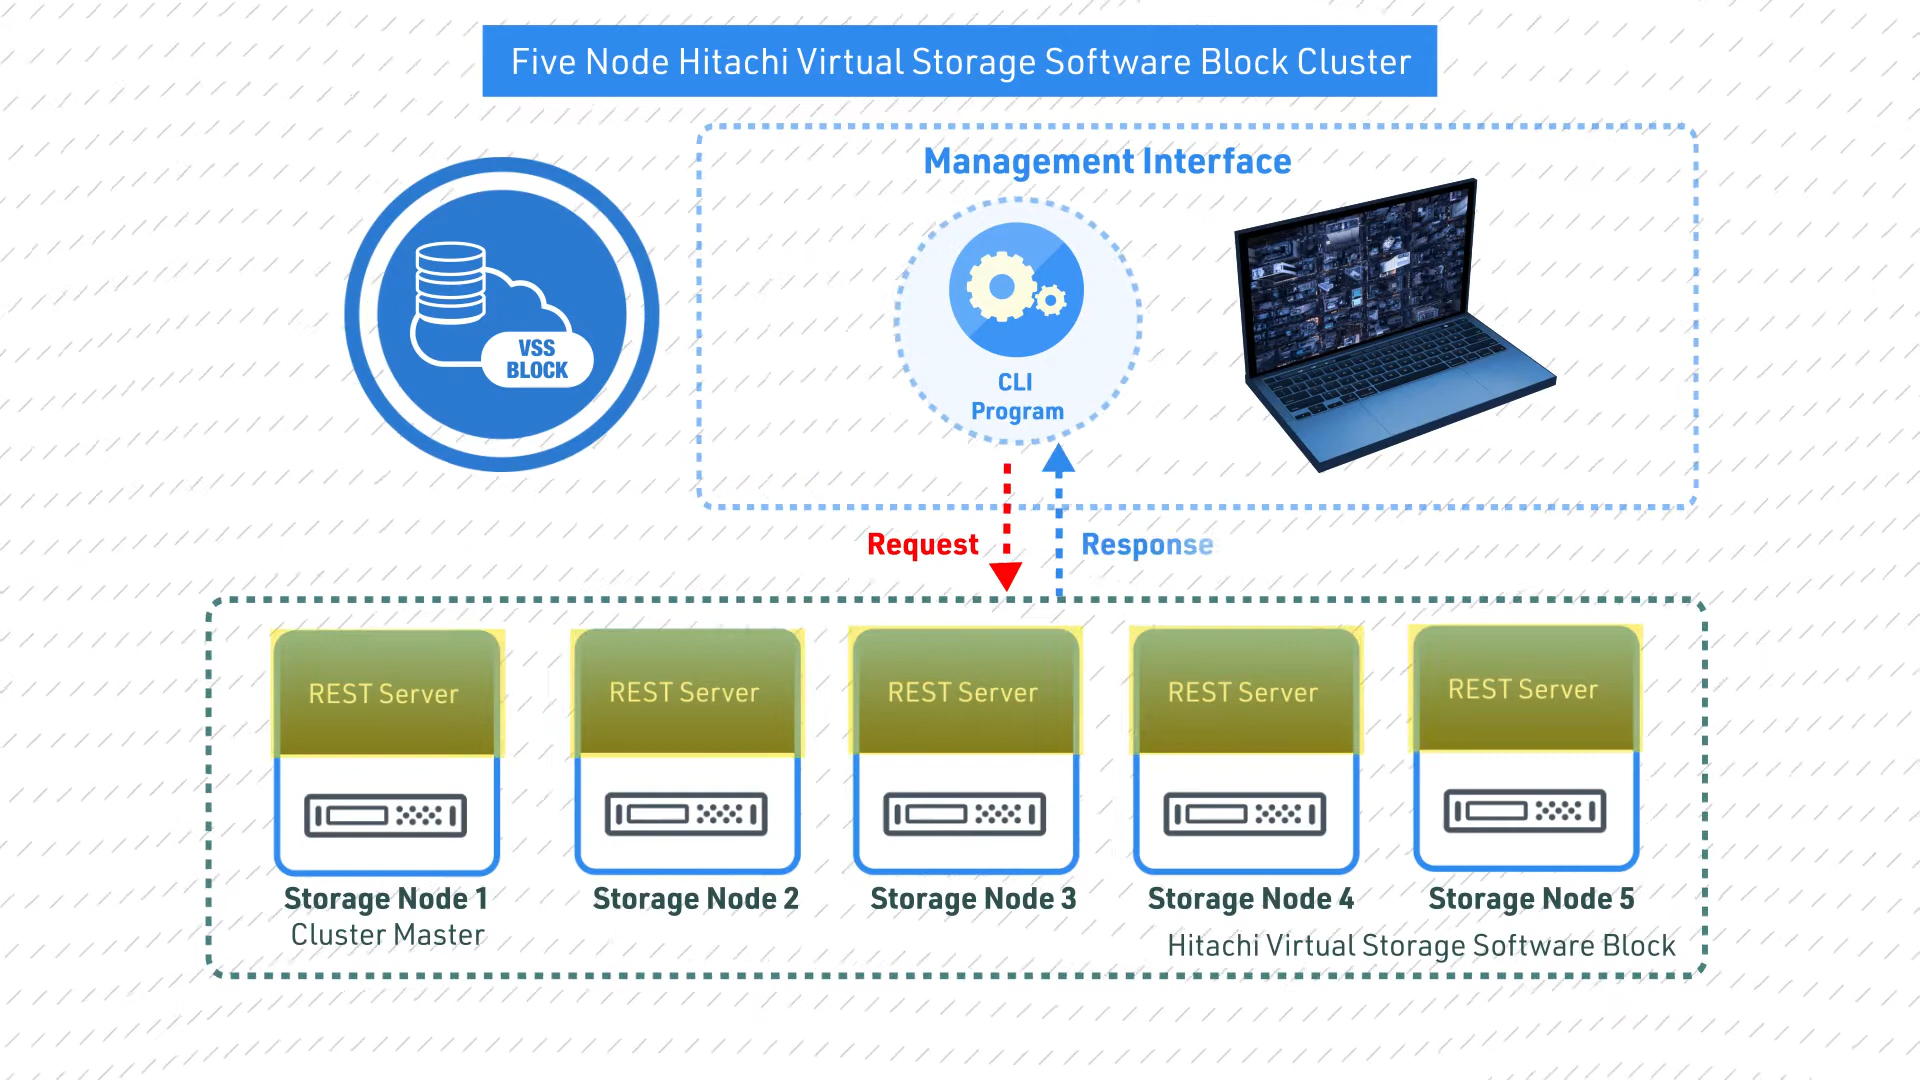 Five Node Hitachi Virtual Storage Software Block Cluster
Management Interface
VSS
BLOCK
CLI
Program
Request
Response
REST Server
REST Server
REST Server
REST Server
REST Server
Storage Node 1
Storage Node 2
Storage Node 3
Storage Node 4
Storage Node 5
Cluster Master
Hitachi Virtual Storage Software Block